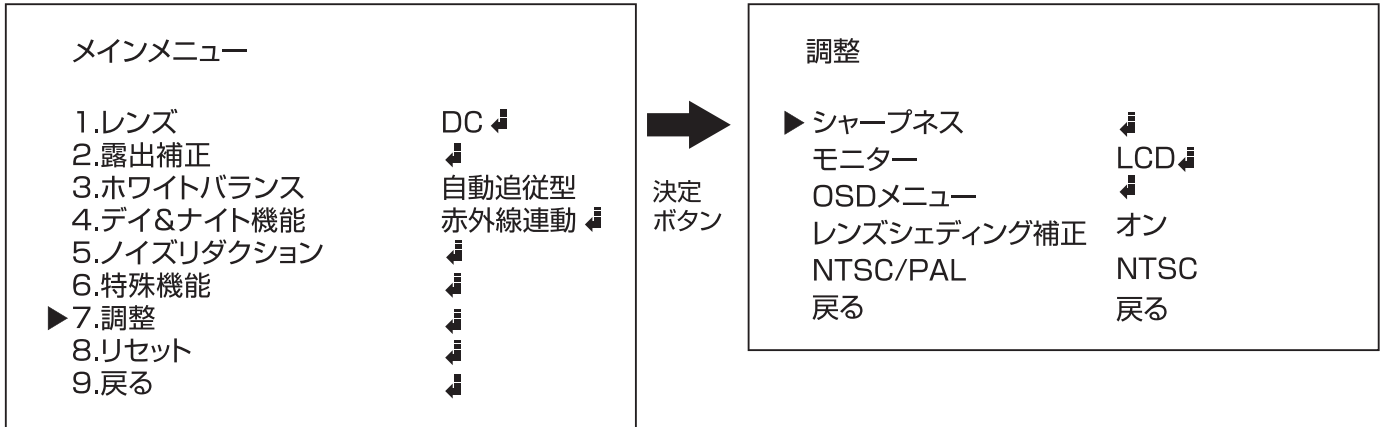 メインメニュー
1.レンズ DC
2.露出補正
3.ホワイトバランス 自動追従型
4.デイ&ナイト機能 赤外線連動
5.ノイズリダクション
6.特殊機能
▶7.調整
8.リセット
9.戻る
決定
ボタン
調整
▶シャープネス
モニター LCD
OSDメニュー
レンズシェディング補正 オン
NTSC/PAL NTSC
戻る 戻る